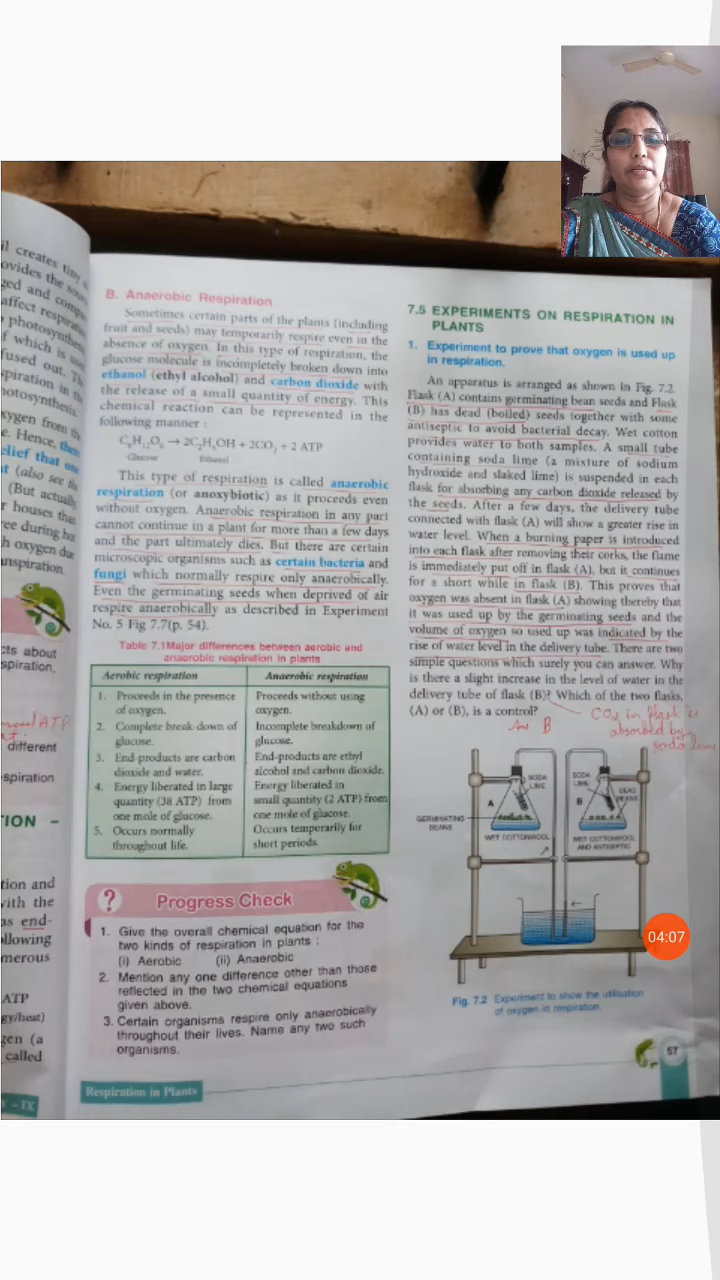 il creates tiny
ovides the
ged and
affect
photosynthe
f which is
fused out. Th
spiration in the
hotosynthesis.
xygen from the
e. Hence, then
elief that one
nt (also see the
(But actually
r houses than
ree during hot
h oxygen due
anspiration.
cts about
spiration,
ATP
different
spiration
TION –
tion and
with the
as end-
llowing
merous
ATP
gy/heat)
gen (a
called
Y – IX
B. Anaerobic Respiration
Sometimes certain parts of the plants (including
fruit and seeds) may temporarily respire even in the
absence of oxygen. In this type of respiration, the
glucose molecule is incompletely broken down into
ethanol (ethyl alcohol) and carbon dioxide with
the release of a small quantity of energy. This
chemical reaction can be represented in the
following manner :
C₆H₁₂O₆ → 2C₂H₅OH + 2CO₂ + 2 ATP
Glucose Ethanol
This type of respiration is called anaerobic
respiration (or anoxybiotic) as it proceeds even
without oxygen. Anaerobic respiration in any part
cannot continue in a plant for more than a few days
and the part ultimately dies. But there are certain
microscopic organisms such as certain bacteria and
fungi which normally respire only anaerobically.
Even the germinating seeds when deprived of air
respire anaerobically as described in Experiment
No. 5 Fig 7.7(p. 54).
Table 7.1Major differences between aerobic and
anaerobic respiration in plants
Aerobic respiration Anaerobic respiration
1. Proceeds in the presence Proceeds without using
of oxygen. oxygen.
2. Complete break-down of Incomplete breakdown of
glucose. glucose.
3. End-products are carbon End-products are ethyl
dioxide and water. alcohol and carbon dioxide.
4. Energy liberated in large Energy liberated in
quantity (38 ATP) from small quantity (2 ATP) from
one mole of glucose. one mole of glucose.
5. Occurs normally Occurs temporarily for
throughout life. short periods.
? Progress Check
1. Give the overall chemical equation for the
two kinds of respiration in plants :
(i) Aerobic (ii) Anaerobic
2. Mention any one difference other than those
reflected in the two chemical equations
given above.
3. Certain organisms respire only anaerobically
throughout their lives. Name any two such
organisms.
Respiration in Plants
7.5 EXPERIMENTS ON RESPIRATION IN
PLANTS
1. Experiment to prove that oxygen is used up
in respiration.
An apparatus is arranged as shown in Fig. 7.2.
Flask (A) contains germinating bean seeds and Flask
(B) has dead (boiled) seeds together with some
antiseptic to avoid bacterial decay. Wet cotton
provides water to both samples. A small tube
containing soda lime (a mixture of sodium
hydroxide and slaked lime) is suspended in each
flask for absorbing any carbon dioxide released by
the seeds. After a few days, the delivery tube
connected with flask (A) will show a greater rise in
water level. When a burning paper is introduced
into each flask after removing their corks, the flame
is immediately put off in flask (A), but it continues
for a short while in flask (B). This proves that
oxygen was absent in flask (A) showing thereby that
it was used up by the germinating seeds and the
volume of oxygen so used up was indicated by the
rise of water level in the delivery tube. There are two
simple questions which surely you can answer. Why
is there a slight increase in the level of water in the
delivery tube of flask (B)? Which of the two flasks,
(A) or (B), is a control?
Ans B
CO₂ in flask is
absorbed by
soda lime
SODA
LIME
SODA
LIME
DEAD
BEANS
A
B
GERMINATING
BEANS
WET COTTONWOOL
WET COTTONWOOL
AND ANTISEPTIC
04:07
Fig. 7.2 Experiment to show the utilisation
of oxygen in respiration.
57